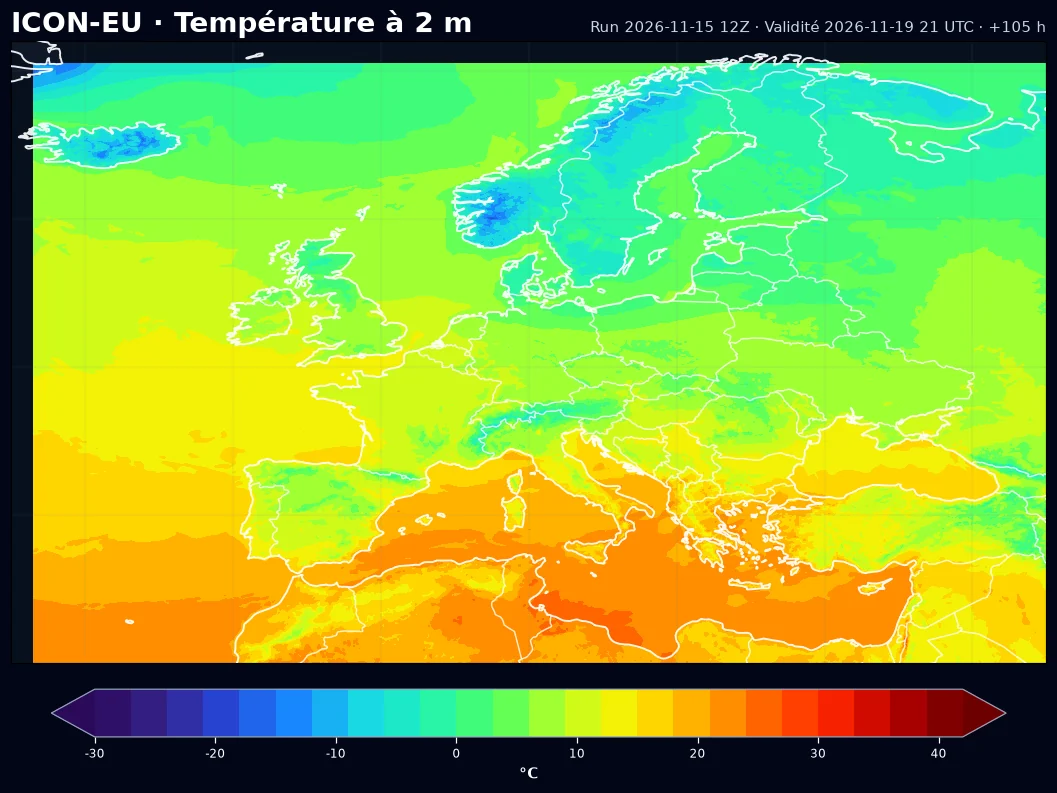 ICON-EU · Température à 2 m
Run 2026-11-15 12Z · Validité 2026-11-19 21 UTC · +105 h
-30 -20 -10 0 10 20 30 40
°C